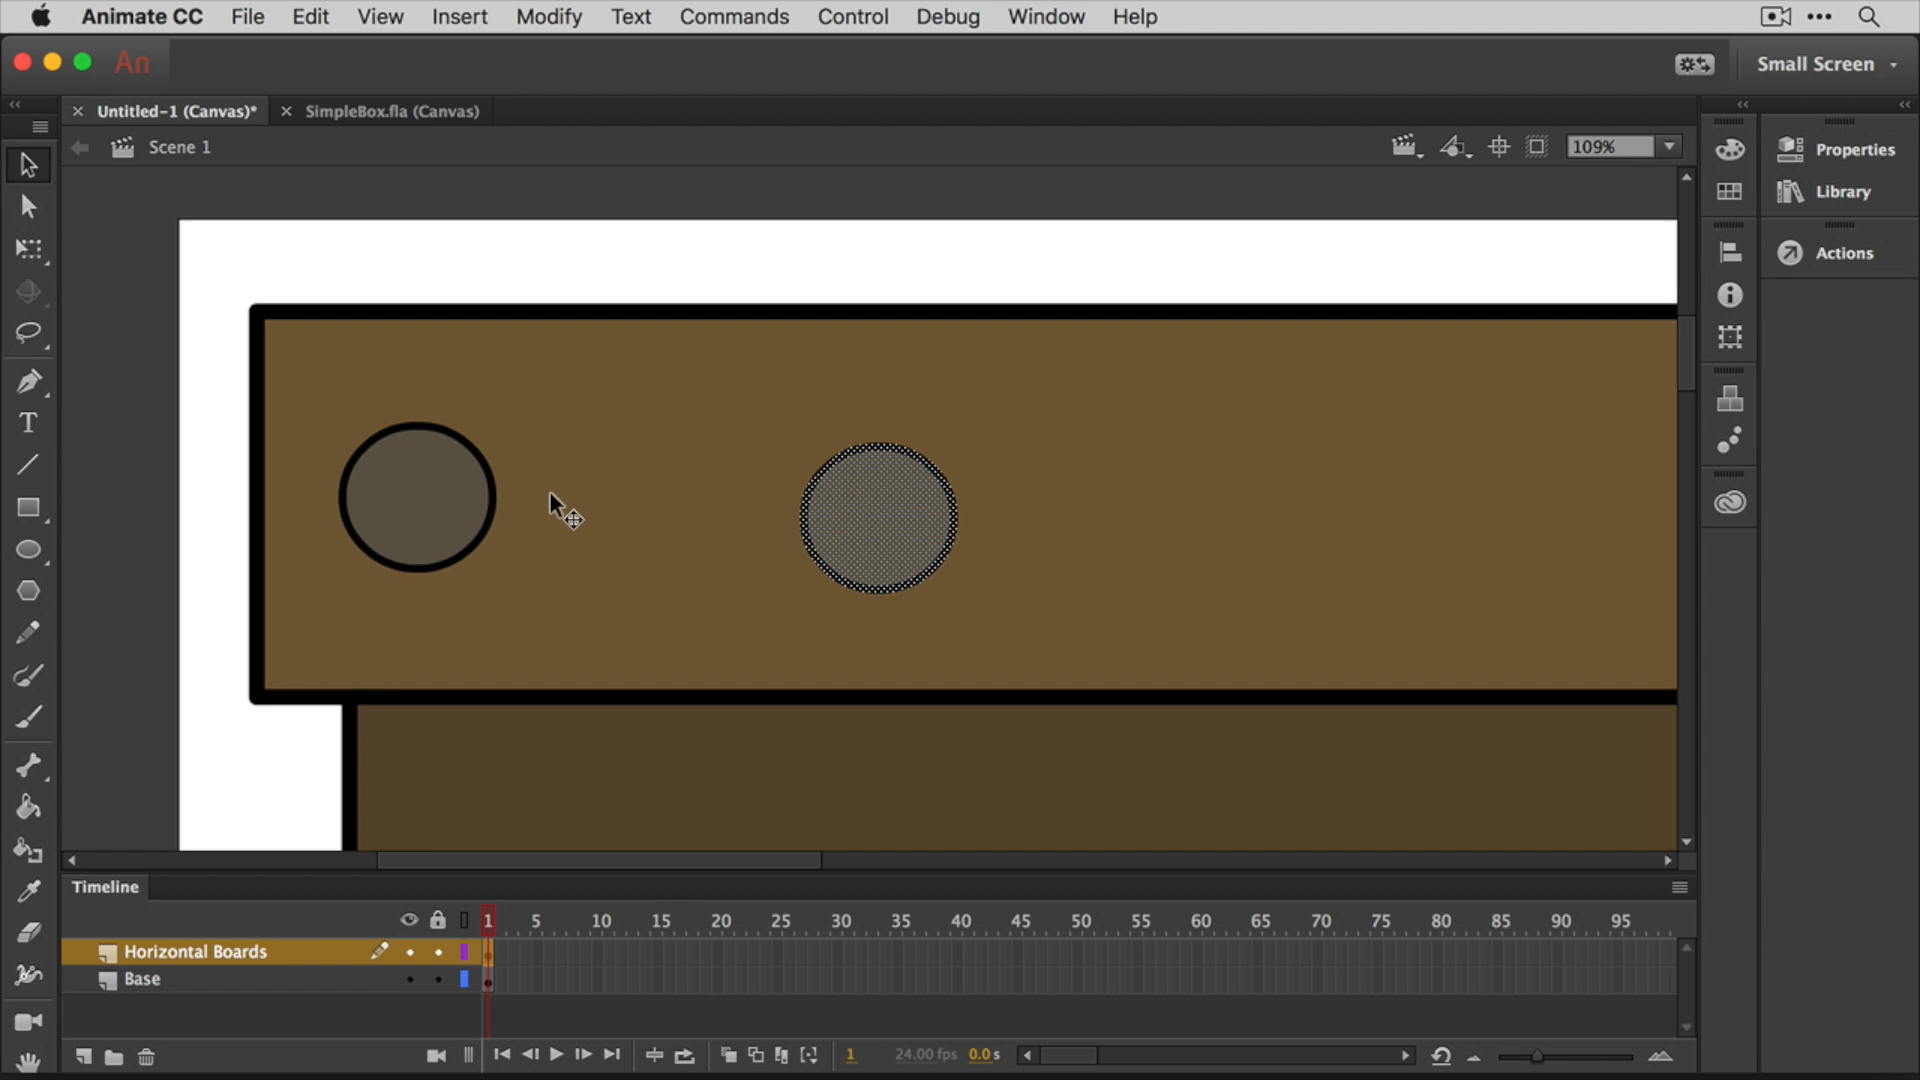 Animate CC File Edit View Insert Modify Text Commands Control Debug Window Help
An
Small Screen
Untitled-1 (Canvas)* SimpleBox.fla (Canvas)
Scene 1
109%
Properties
Library
Actions
T
Timeline
1 5 10 15 20 25 30 35 40 45 50 55 60 65 70 75 80 85 90 95
Horizontal Boards
Base
1 24.00 fps 0.0 s